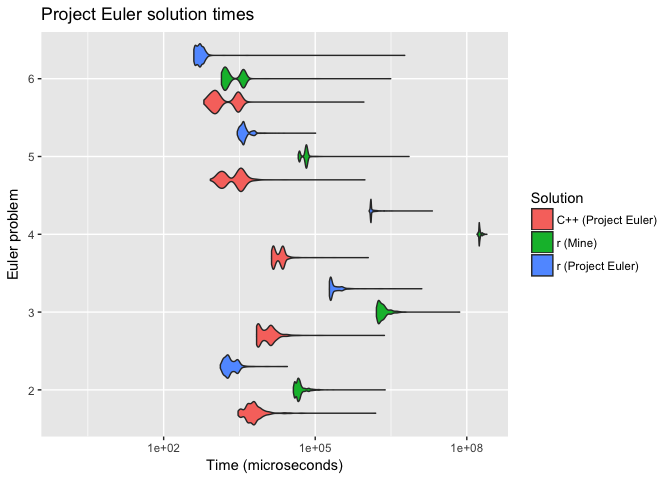 Project Euler solution times
Euler problem
6
5
4
3
2
1e+02
1e+05
1e+08
Time (microseconds)
Solution
C++ (Project Euler)
r (Mine)
r (Project Euler)